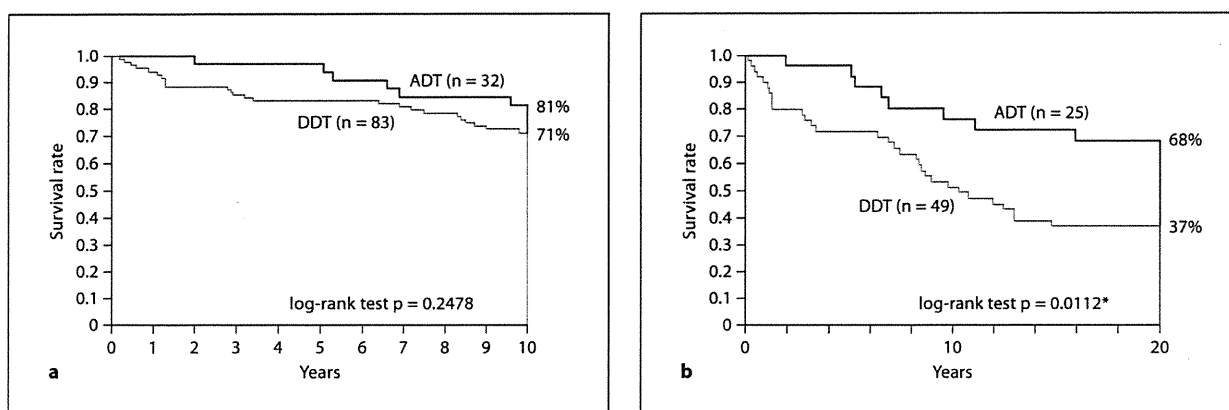 1.0
0.9
0.8
0.7
0.6
0.5
0.4
0.3
0.2
0.1
0
Survival rate
ADT (n = 32)
81%
DDT (n = 83)
71%
log-rank test p = 0.2478
0 1 2 3 4 5 6 7 8 9 10
Years
a
1.0
0.9
0.8
0.7
0.6
0.5
0.4
0.3
0.2
0.1
0
Survival rate
ADT (n = 25)
68%
DDT (n = 49)
37%
log-rank test p = 0.0112*
0 10 20
Years
b